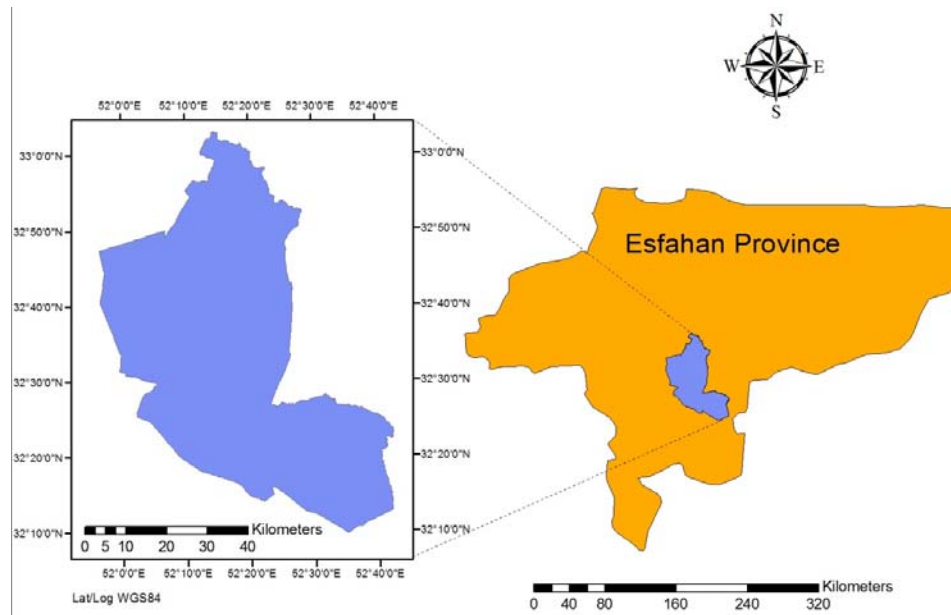 N
W E
S
52°0'0"E 52°10'0"E 52°20'0"E 52°30'0"E 52°40'0"E
33°0'0"N
32°50'0"N
32°40'0"N
32°30'0"N
32°20'0"N
32°10'0"N
33°0'0"N
32°50'0"N
32°40'0"N
32°30'0"N
32°20'0"N
32°10'0"N
Esfahan Province
Kilometers
0 5 10 20 30 40
52°0'0"E 52°10'0"E 52°20'0"E 52°30'0"E 52°40'0"E
Lat/Log WGS84
Kilometers
0 40 80 160 240 320